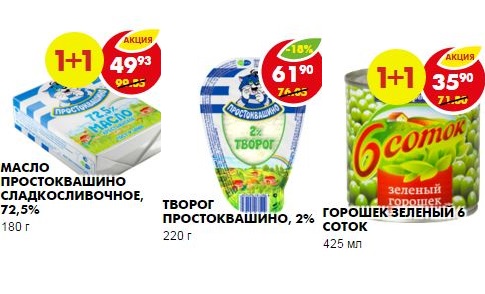 1+1
АКЦИЯ
49 93
99.85
ПРОСТОКВАШИНО
72,5%
МАСЛО
МАСЛО
ПРОСТОКВАШИНО
СЛАДКОСЛИВОЧНОЕ,
72,5%
180 г
-18%
61 90
76.05
ПРОСТОКВАШИНО
2%
ТВОРОГ
ТВОРОГ
ПРОСТОКВАШИНО, 2%
220 г
1+1
АКЦИЯ
35 90
71.80
6 соток
зеленый
горошек
ГОРОШЕК ЗЕЛЕНЫЙ 6
СОТОК
425 мл